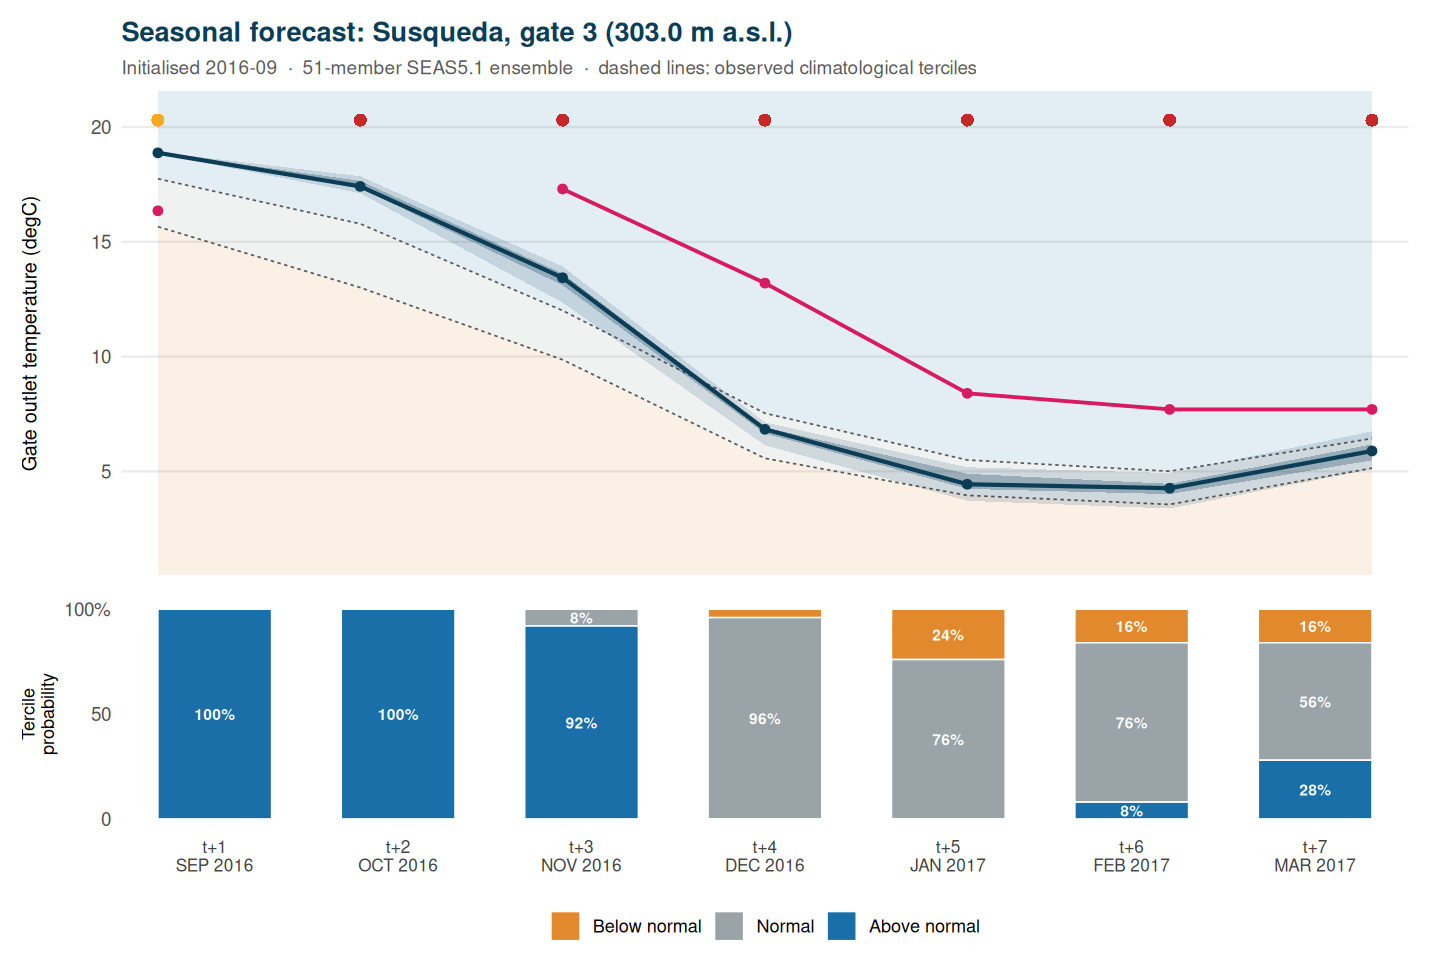 Seasonal forecast: Susqueda, gate 3 (303.0 m a.s.l.)
Initialised 2016-09 · 51-member SEAS5.1 ensemble · dashed lines: observed climatological terciles
Gate outlet temperature (degC)
20
15
10
5
Tercile
probability
100%
50
0
100%
100%
8%
92%
96%
24%
76%
16%
76%
8%
16%
56%
28%
t+1
SEP 2016
t+2
OCT 2016
t+3
NOV 2016
t+4
DEC 2016
t+5
JAN 2017
t+6
FEB 2017
t+7
MAR 2017
Below normal
Normal
Above normal